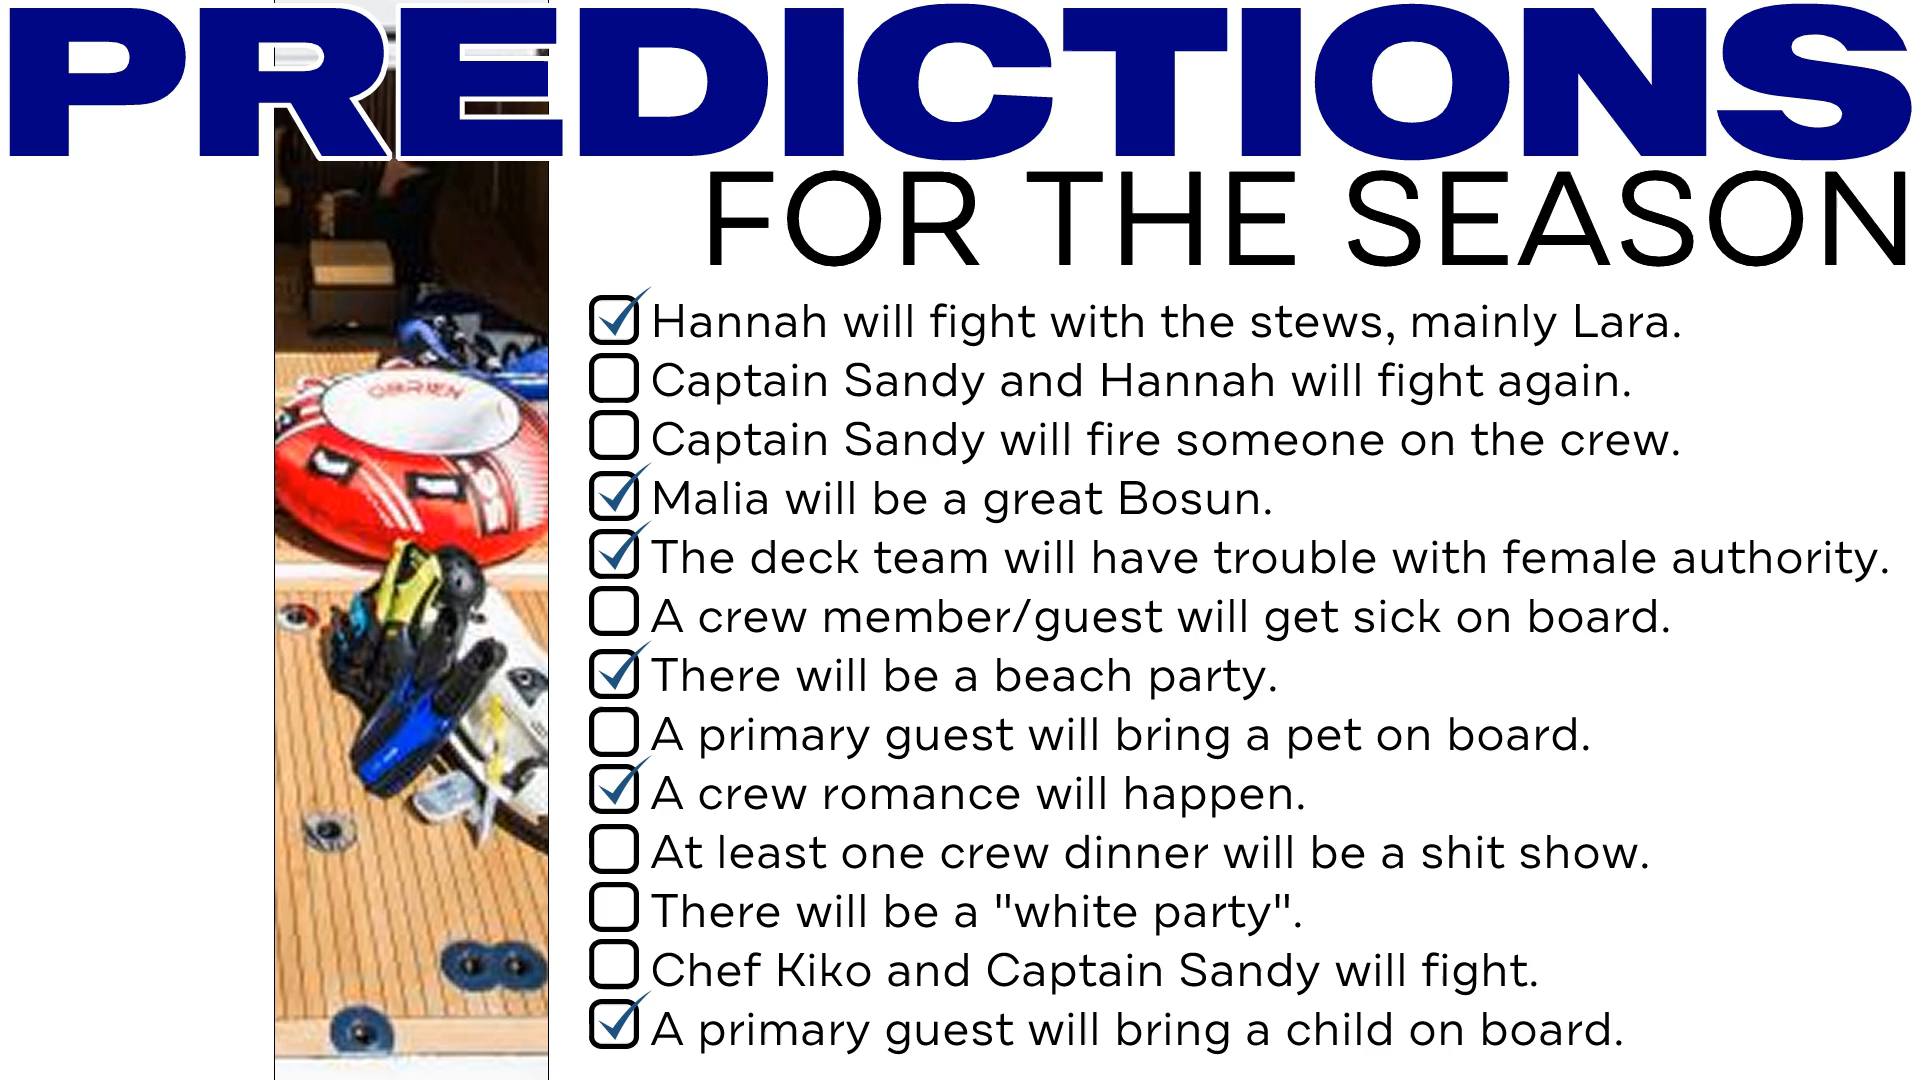 PREDICTIONS
FOR THE SEASON
Hannah will fight with the stews, mainly Lara.
Captain Sandy and Hannah will fight again.
Captain Sandy will fire someone on the crew.
Malia will be a great Bosun.
The deck team will have trouble with female authority.
A crew member/guest will get sick on board.
There will be a beach party.
A primary guest will bring a pet on board.
A crew romance will happen.
At least one crew dinner will be a shit show.
There will be a "white party".
Chef Kiko and Captain Sandy will fight.
A primary guest will bring a child on board.
OBRIEN